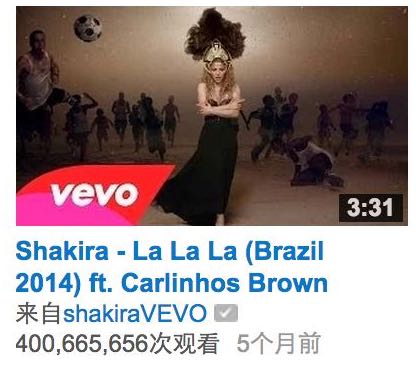 vevo
3:31
Shakira - La La La (Brazil
2014) ft. Carlinhos Brown
来自shakiraVEVO
400,665,656次观看 5个月前